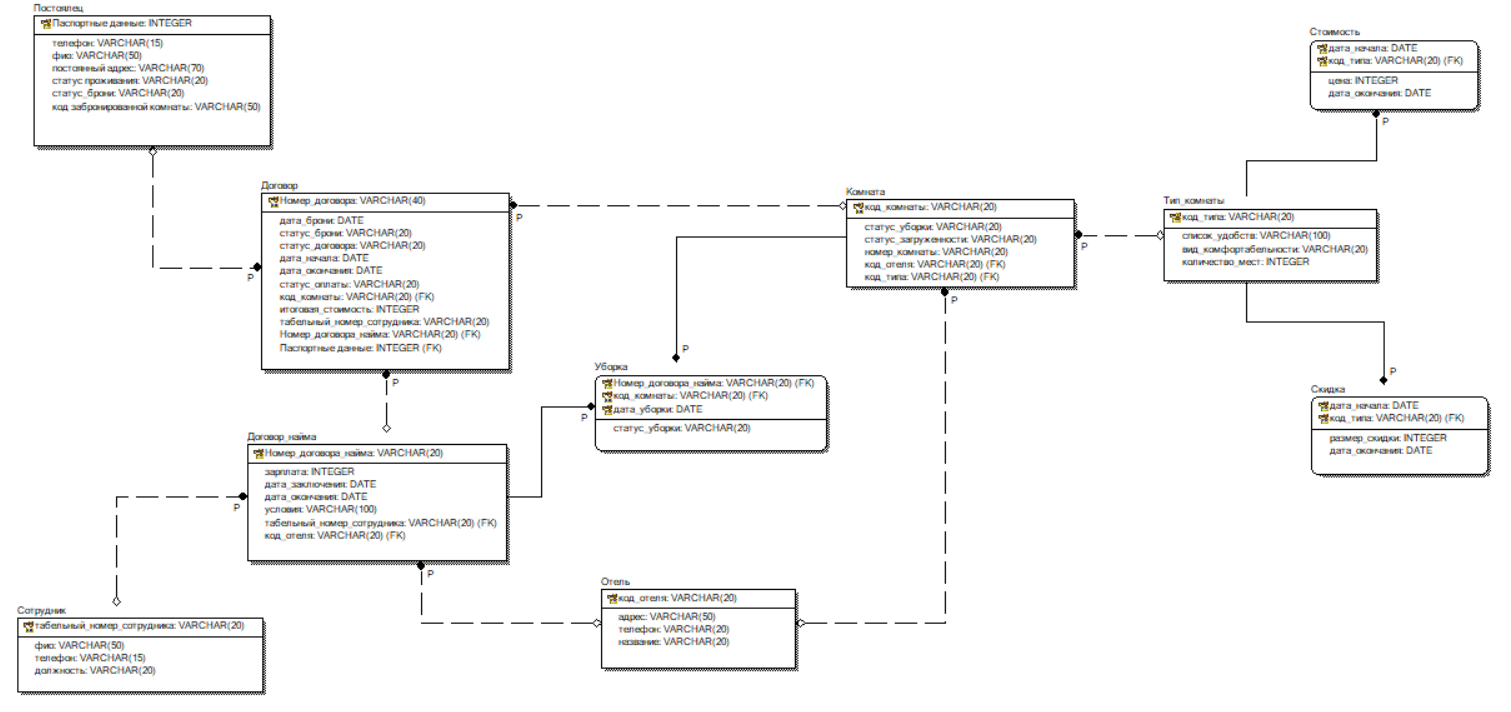 Постоялец
Паспортные данные: INTEGER
телефон: VARCHAR(15)
фио: VARCHAR(50)
постоянный адрес: VARCHAR(70)
статус проживания: VARCHAR(20)
статус_брони: VARCHAR(20)
код забронированной комнаты: VARCHAR(50)
P
Договор
Номер_договора: VARCHAR(40)
дата_брони: DATE
статус_брони: VARCHAR(20)
статус_договора: VARCHAR(20)
дата_начала: DATE
дата_окончания: DATE
статус_оплаты: VARCHAR(20)
код_комнаты: VARCHAR(20) (FK)
итоговая_стоимость: INTEGER
табельный_номер_сотрудника: VARCHAR(20)
Номер_договора_найма: VARCHAR(20) (FK)
Паспортные данные: INTEGER (FK)
P
P
Комната
код_комнаты: VARCHAR(20)
статус_уборки: VARCHAR(20)
статус_загруженности: VARCHAR(20)
номер_комнаты: VARCHAR(20)
код_отеля: VARCHAR(20) (FK)
код_типа: VARCHAR(20) (FK)
P
P
Стоимость
дата_начала: DATE
код_типа: VARCHAR(20) (FK)
цена: INTEGER
дата_окончания: DATE
P
Тип_комнаты
код_типа: VARCHAR(20)
список_удобств: VARCHAR(100)
вид_комфортабельности: VARCHAR(20)
количество_мест: INTEGER
P
Скидка
дата_начала: DATE
код_типа: VARCHAR(20) (FK)
размер_скидки: INTEGER
дата_окончания: DATE
P
Уборка
Номер_договора_найма: VARCHAR(20) (FK)
код_комнаты: VARCHAR(20) (FK)
дата_уборки: DATE
статус_уборки: VARCHAR(20)
P
Договор_найма
Номер_договора_найма: VARCHAR(20)
зарплата: INTEGER
дата_заключения: DATE
дата_окончания: DATE
условия: VARCHAR(100)
табельный_номер_сотрудника: VARCHAR(20) (FK)
код_отеля: VARCHAR(20) (FK)
P
P
Отель
код_отеля: VARCHAR(20)
адрес: VARCHAR(50)
телефон: VARCHAR(20)
название: VARCHAR(20)
Сотрудник
табельный_номер_сотрудника: VARCHAR(20)
фио: VARCHAR(50)
телефон: VARCHAR(15)
должность: VARCHAR(20)